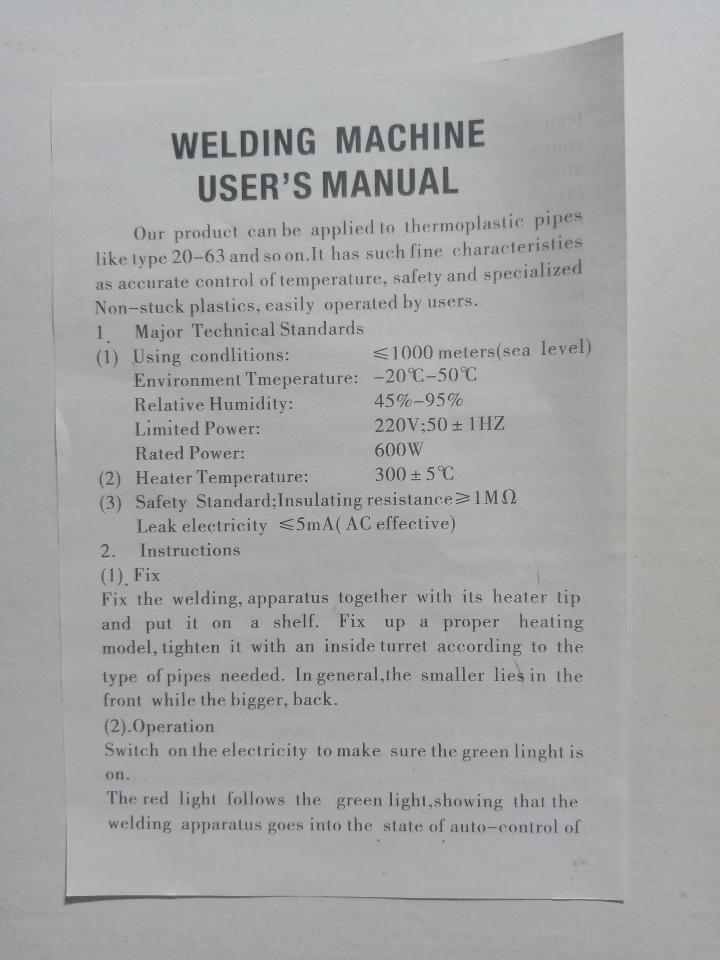 WELDING MACHINE
USER'S MANUAL
Our product can be applied to thermoplastic pipes
like type 20-63 and so on.It has such fine characteristies
as accurate control of temperature, safety and specialized
Non-stuck plastics, easily operated by users.
1. Major Technical Standards
(1) Using condlitions: ≤1000 meters(sea level)
Environment Tmeperature: -20℃-50℃
Relative Humidity: 45%-95%
Limited Power: 220V;50±1HZ
Rated Power: 600W
(2) Heater Temperature: 300±5℃
(3) Safety Standard;Insulating resistance≥1MΩ
Leak electricity ≤5mA(AC effective)
2. Instructions
(1). Fix
Fix the welding, apparatus together with its heater tip
and put it on a shelf. Fix up a proper heating
model, tighten it with an inside turret according to the
type of pipes needed. In general,the smaller lies in the
front while the bigger, back.
(2).Operation
Switch on the electricity to make sure the green linght is
on.
The red light follows the green light,showing that the
welding apparatus goes into the state of auto-control of